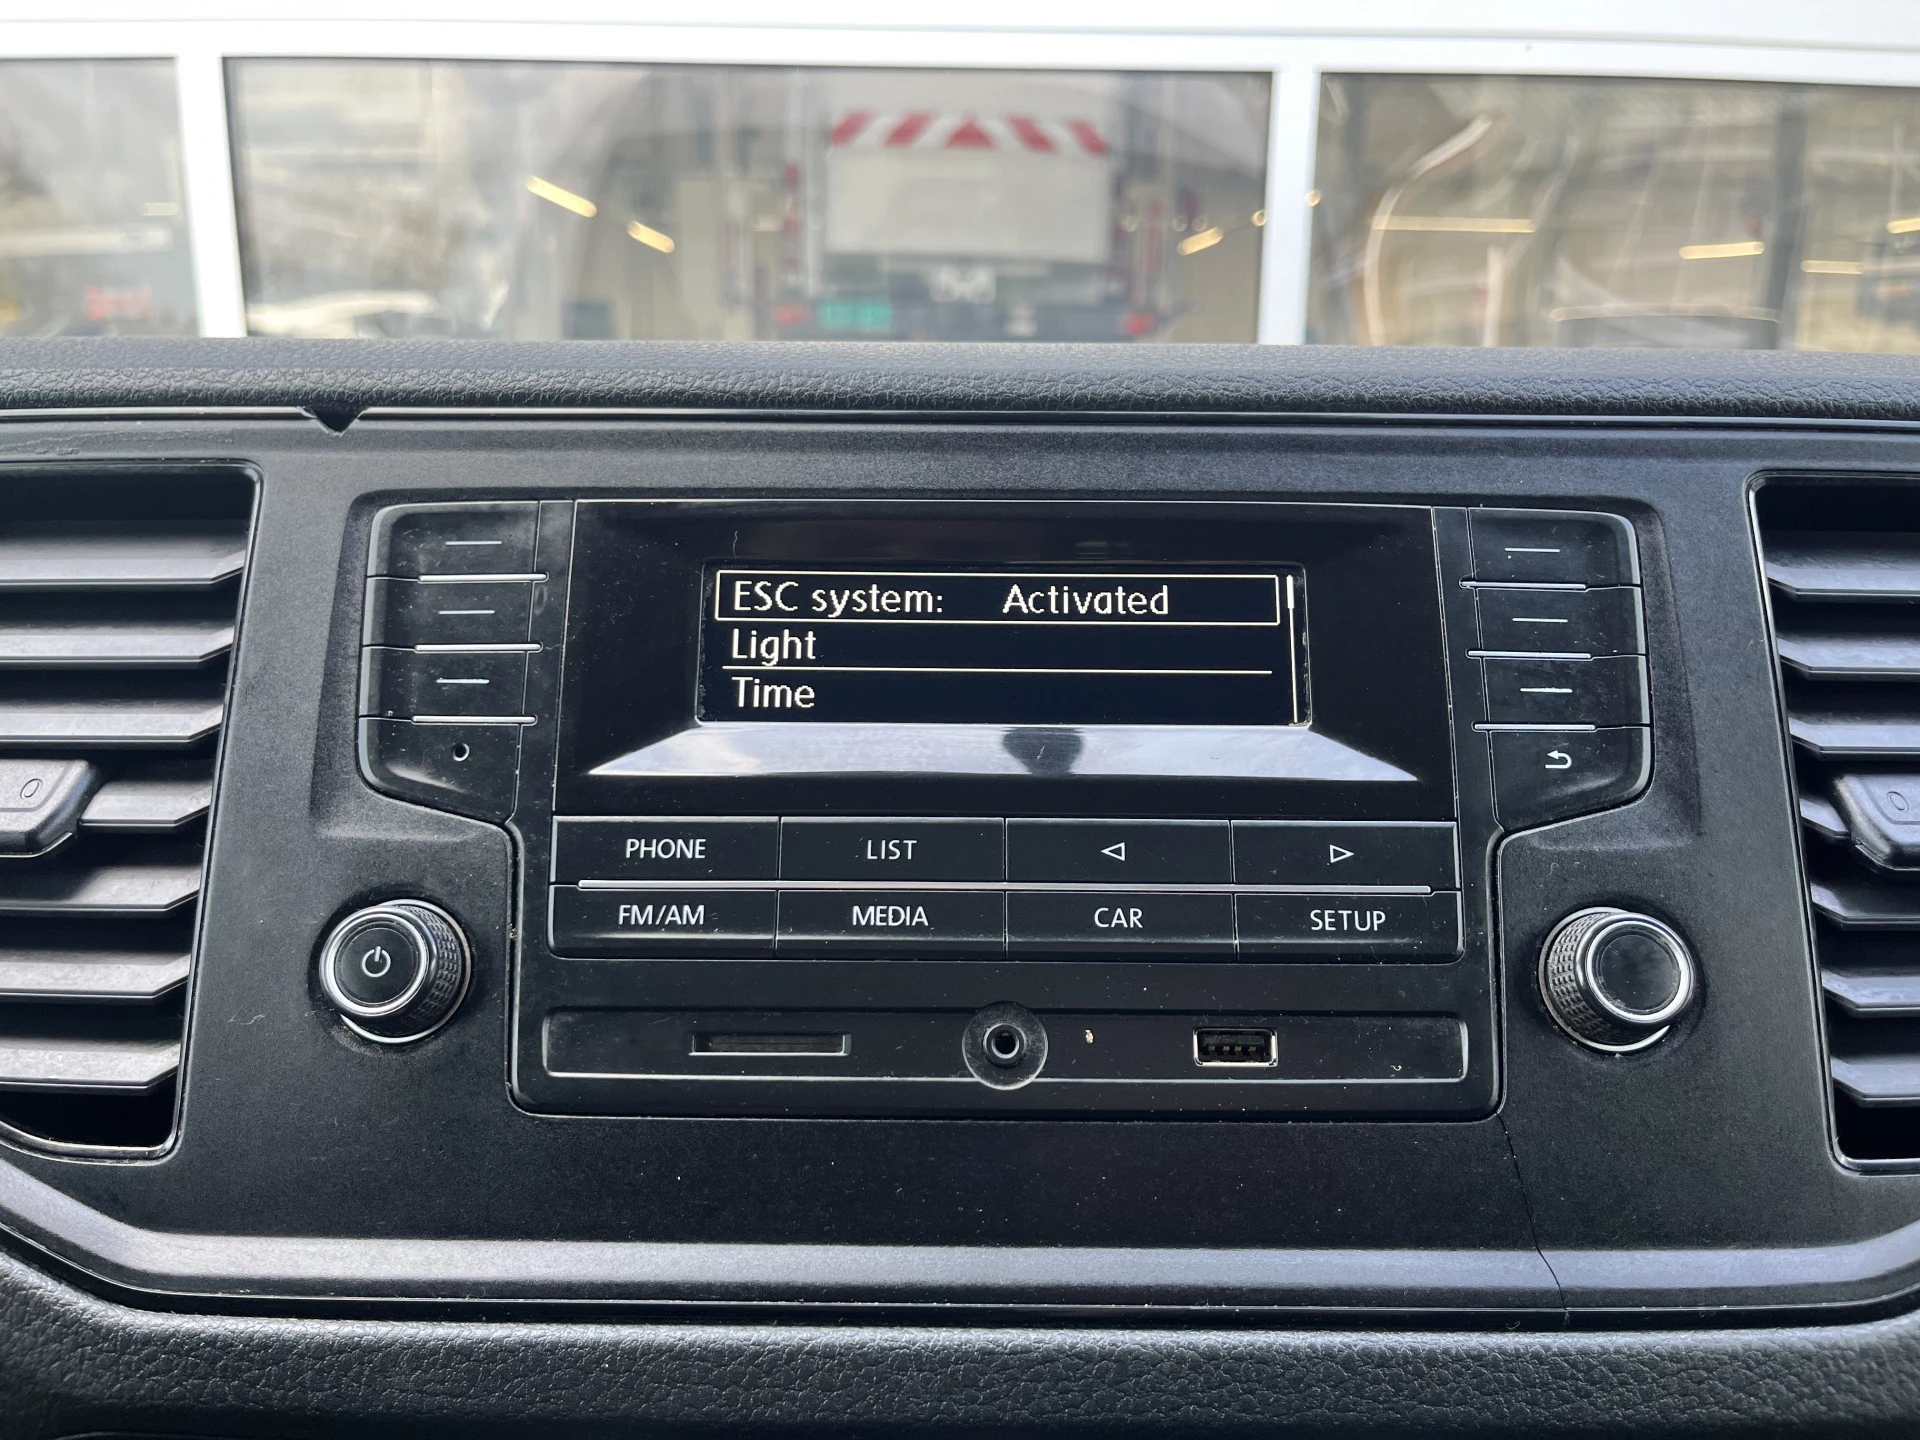 ESC system: Activated
Light
Time
PHONE LIST
FM/AM MEDIA CAR SETUP